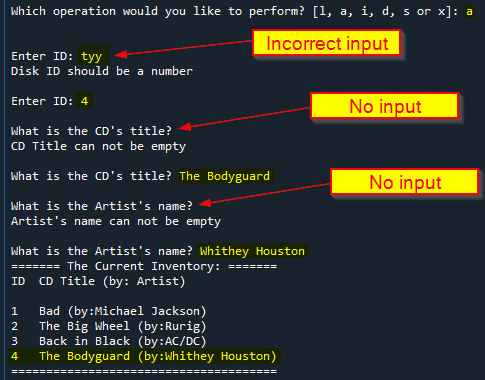 Which operation would you like to perform? [l, a, i, d, s or x]: a
Incorrect input
Enter ID: tyy
Disk ID should be a number
Enter ID: 4
No input
What is the CD's title?
CD Title can not be empty
What is the CD's title? The Bodyguard
No input
What is the Artist's name?
Artist's name can not be empty
What is the Artist's name? Whithey Houston
======= The Current Inventory: =======
ID CD Title (by: Artist)
1 Bad (by:Michael Jackson)
2 The Big Wheel (by:Rurig)
3 Back in Black (by:AC/DC)
4 The Bodyguard (by:Whithey Houston)
======================================